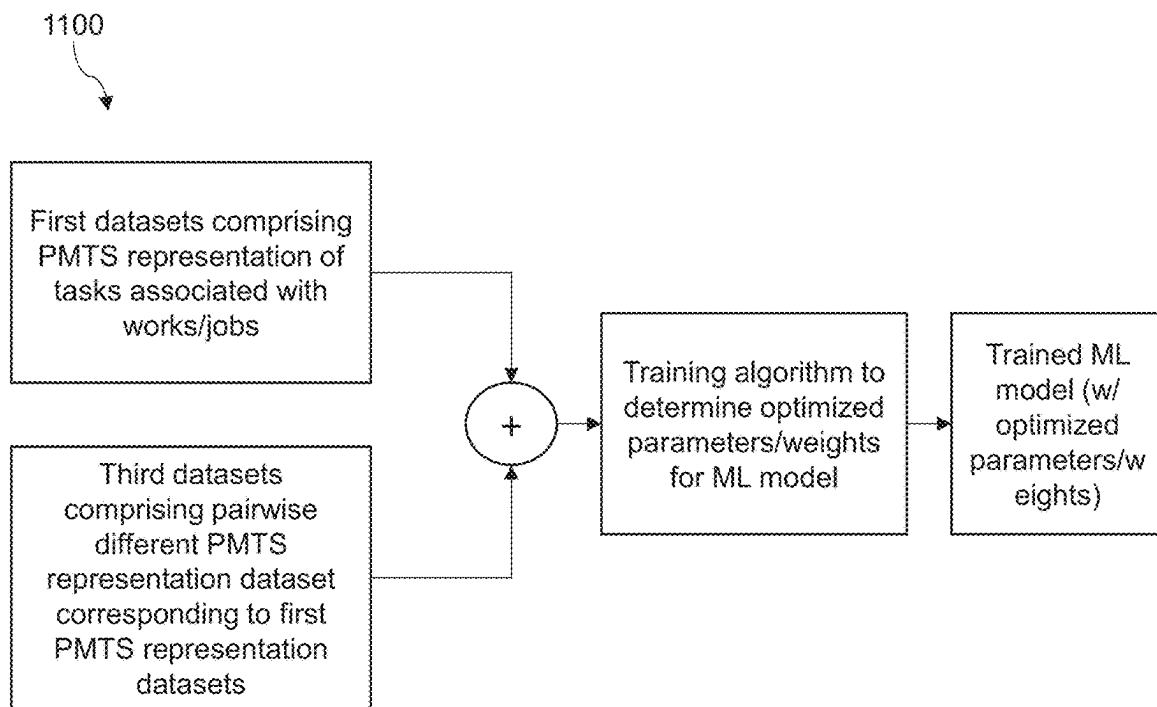 1100
First datasets comprising
PMTS representation of
tasks associated with
works/jobs
Third datasets
comprising pairwise
different PMTS
representation dataset
corresponding to first
PMTS representation
datasets
+
Training algorithm to
determine optimized
parameters/weights
for ML model
Trained ML
model (w/
optimized
parameters/w
eights)